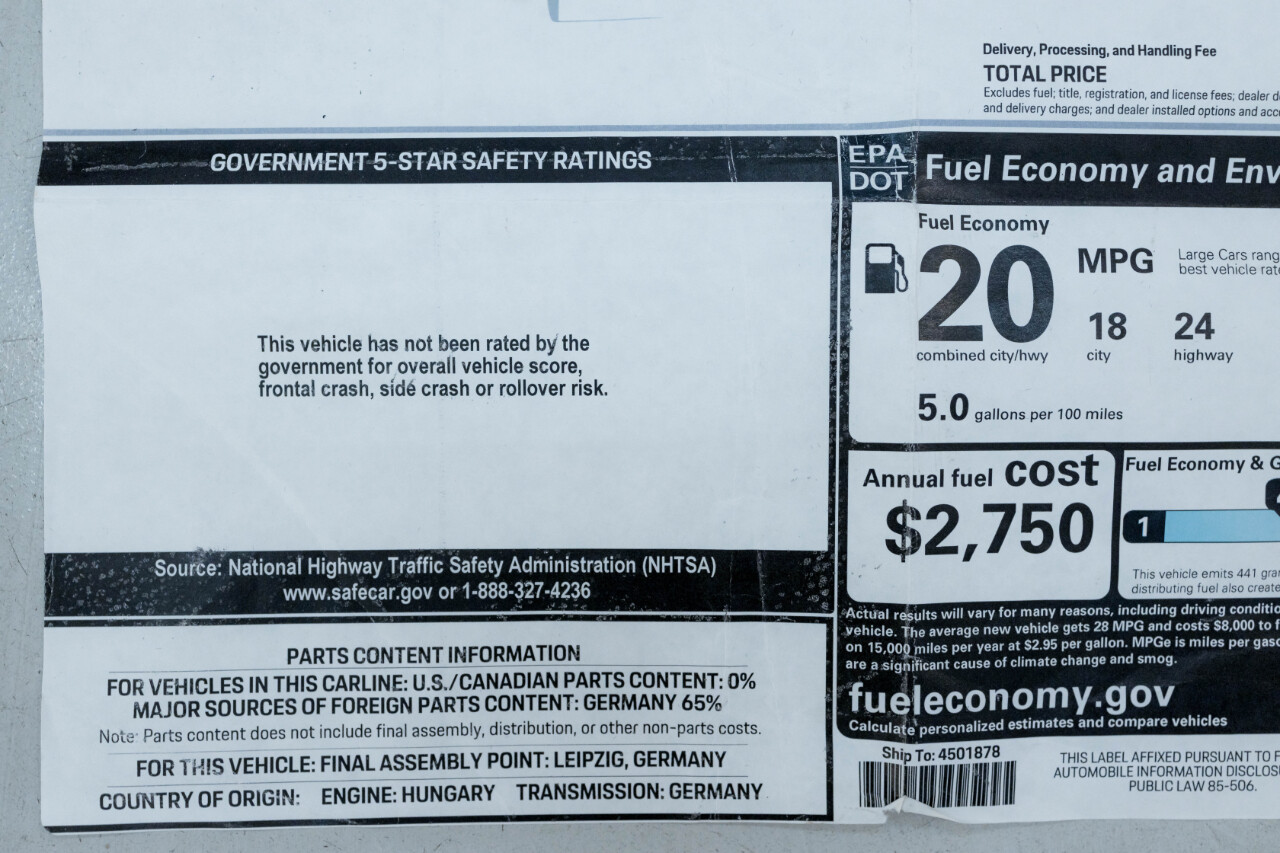 Delivery, Processing, and Handling Fee
TOTAL PRICE
Excludes fuel; title, registration, and license fees; dealer
and delivery charges; and dealer installed options and
GOVERNMENT 5-STAR SAFETY RATINGS
This vehicle has not been rated by the
government for overall vehicle score,
frontal crash, side crash or rollover risk.
Source: National Highway Traffic Safety Administration (NHTSA)
www.safecar.gov or 1-888-327-4236
PARTS CONTENT INFORMATION
FOR VEHICLES IN THIS CARLINE: U.S./CANADIAN PARTS CONTENT: 0%
MAJOR SOURCES OF FOREIGN PARTS CONTENT: GERMANY 65%
Note: Parts content does not include final assembly, distribution, or other non-parts costs.
FOR THIS VEHICLE: FINAL ASSEMBLY POINT: LEIPZIG, GERMANY
COUNTRY OF ORIGIN: ENGINE: HUNGARY TRANSMISSION: GERMANY
EPA
DOT
Fuel Economy and
Fuel Economy
20 MPG
Large Cars
best vehicle
18 24
combined city/hwy city highway
5.0 gallons per 100 miles
Annual fuel cost
$2,750
Fuel Economy &
1
This vehicle emits 441
distributing fuel also
Actual results will vary for many reasons, including driving
vehicle. The average new vehicle gets 28 MPG and costs $8,000 to
on 15,000 miles per year at $2.95 per gallon. MPGe is miles per
are a significant cause of climate change and smog.
fueleconomy.gov
Calculate personalized estimates and compare vehicles
Ship To: 4501878
THIS LABEL AFFIXED PURSUANT TO
AUTOMOBILE INFORMATION
PUBLIC LAW 85-506.